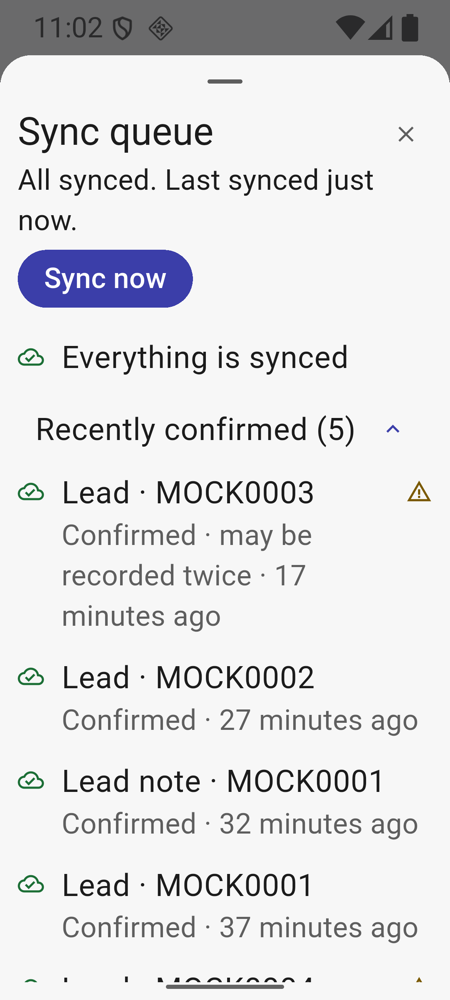 11:02
Sync queue
All synced. Last synced just
now.
Sync now
Everything is synced
Recently confirmed (5)
Lead · MOCK0003
Confirmed · may be
recorded twice · 17
minutes ago
Lead · MOCK0002
Confirmed · 27 minutes ago
Lead note · MOCK0001
Confirmed · 32 minutes ago
Lead · MOCK0001
Confirmed · 37 minutes ago